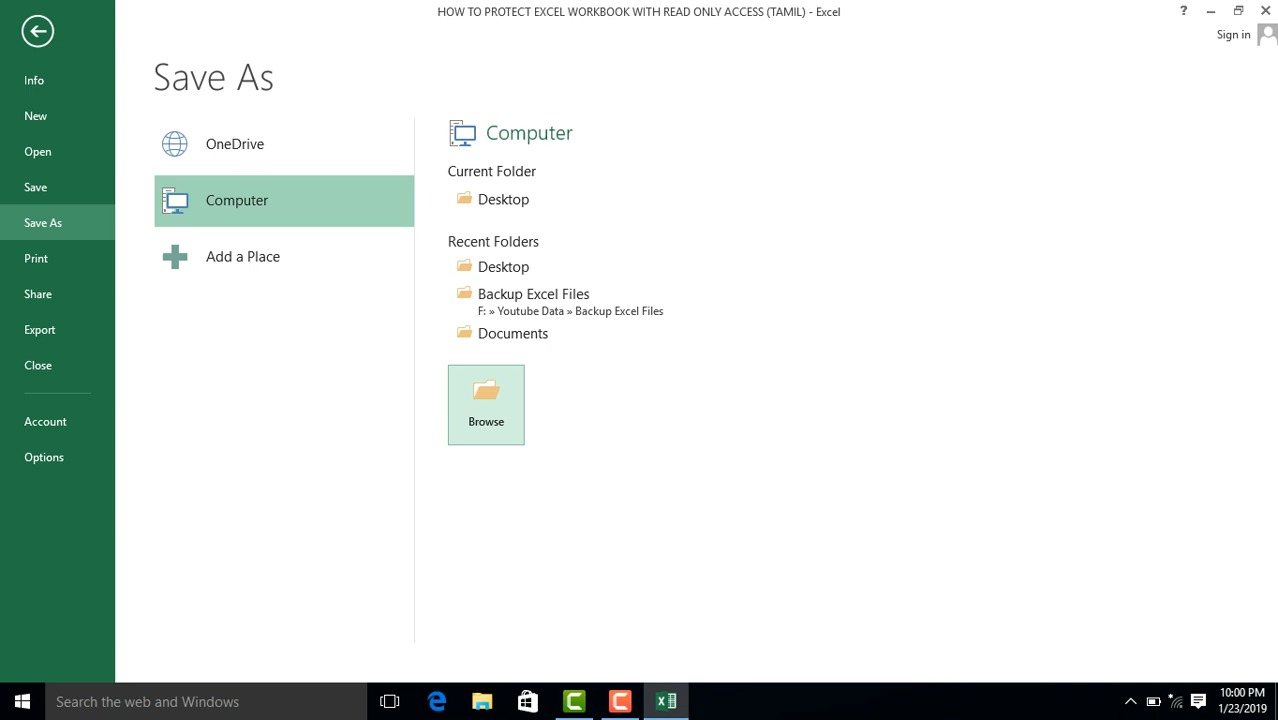 HOW TO PROTECT EXCEL WORKBOOK WITH READ ONLY ACCESS (TAMIL) - Excel
?
Sign in
Info
New
Open
Save
Save As
Print
Share
Export
Close
Account
Options
Save As
OneDrive
Computer
Add a Place
Computer
Current Folder
Desktop
Recent Folders
Desktop
Backup Excel Files
F: » Youtube Data » Backup Excel Files
Documents
Browse
Search the web and Windows
10:00 PM
1/23/2019